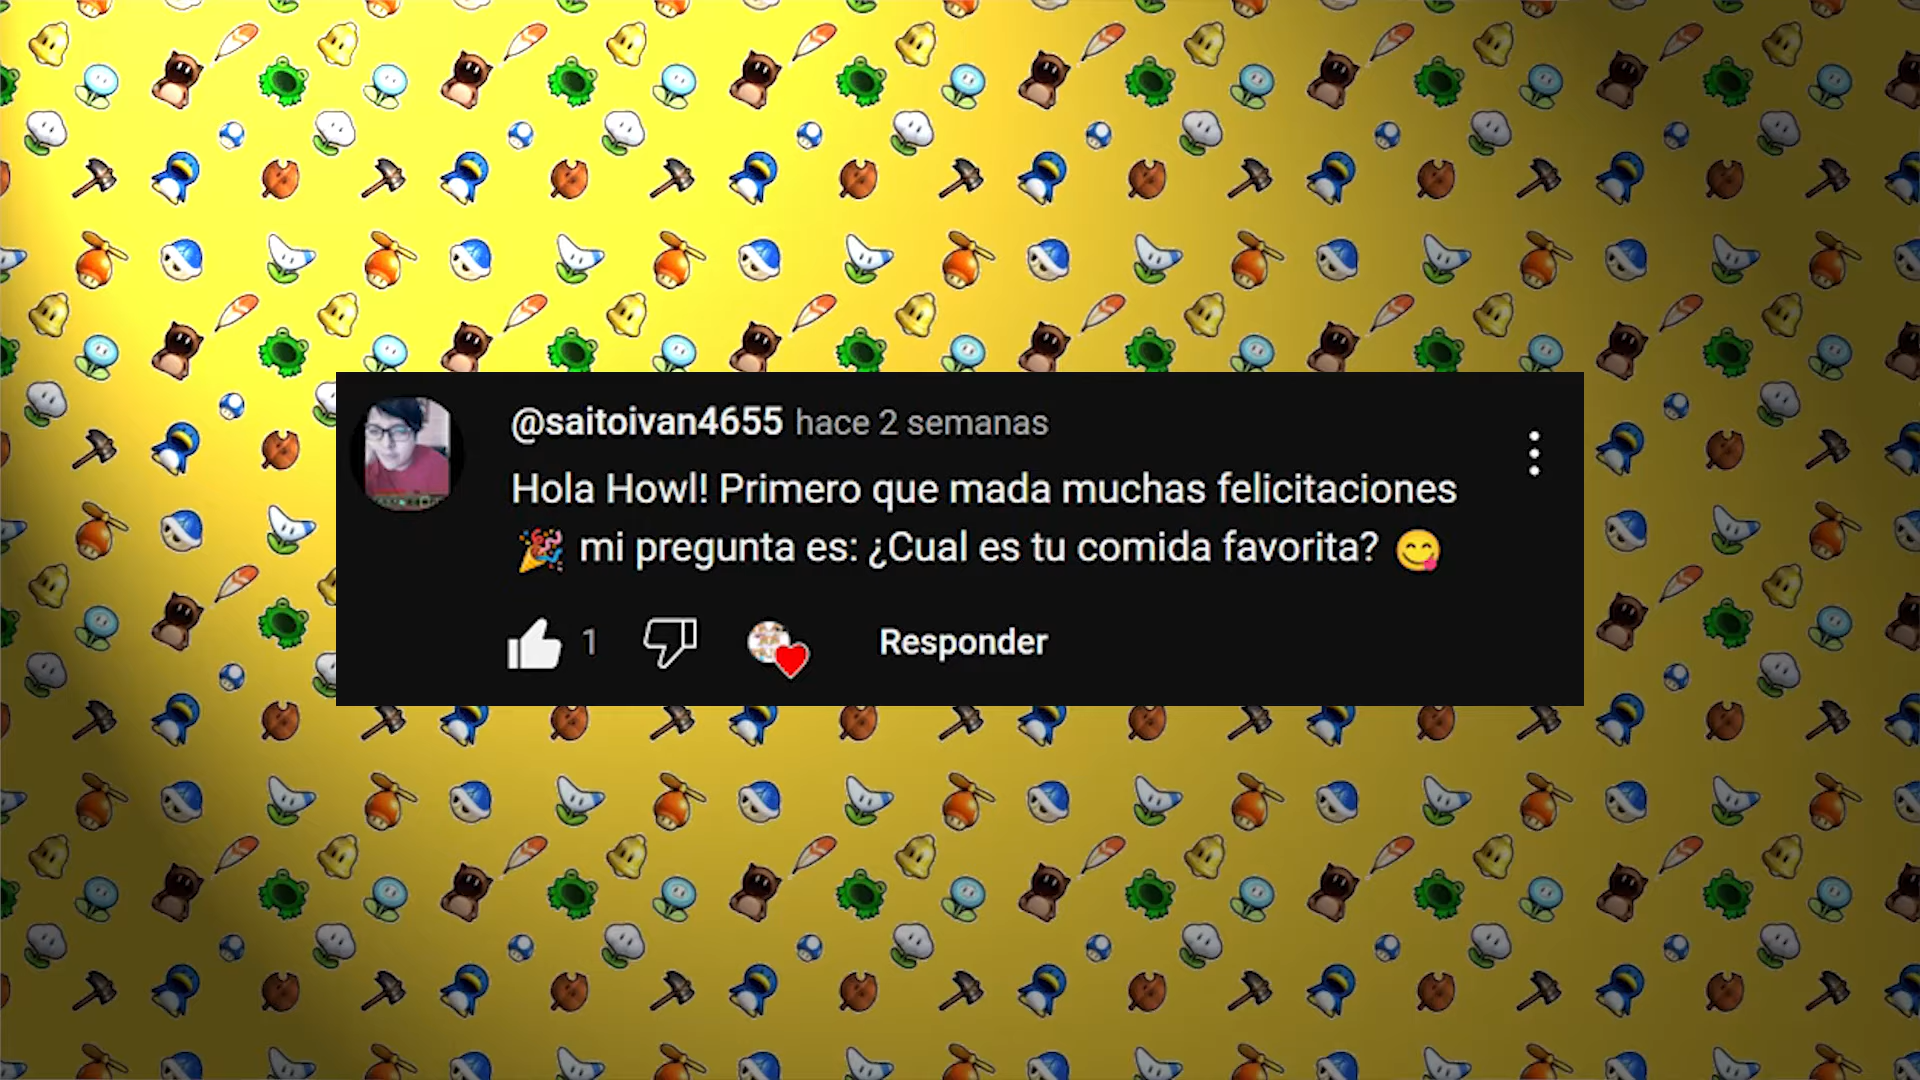 @saitoivan4655 hace 2 semanas
Hola Howl! Primero que mada muchas felicitaciones
🎉 mi pregunta es: ¿Cual es tu comida favorita? 😋
1 Responder